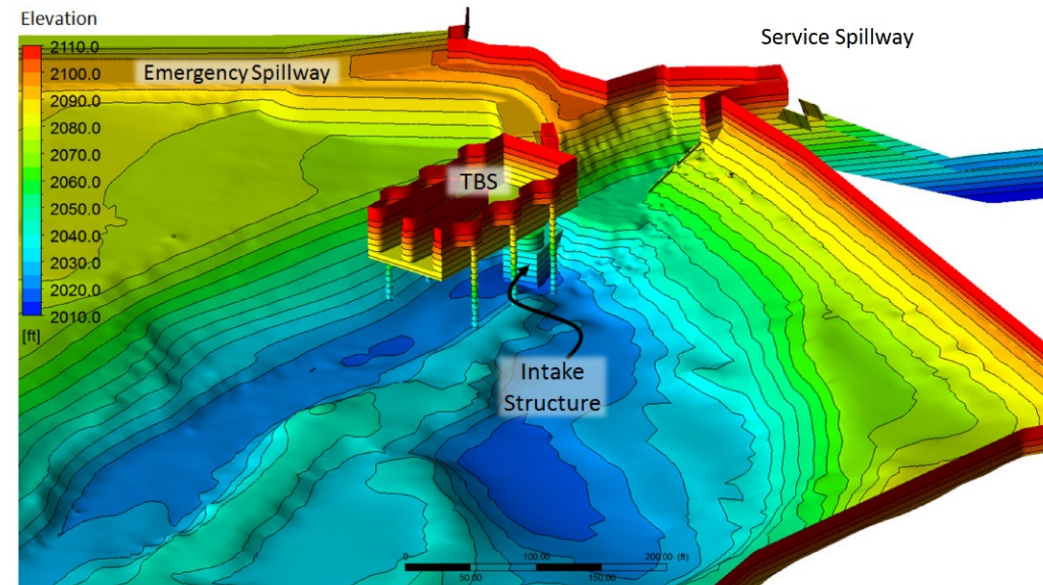 Elevation
2110.0
2100.0
2090.0
2080.0
2070.0
2060.0
2050.0
2040.0
2030.0
2020.0
2010.0
[ft]
Emergency Spillway
Service Spillway
TBS
Intake
Structure
0 100.00 200.00 (ft)
50.00 150.00